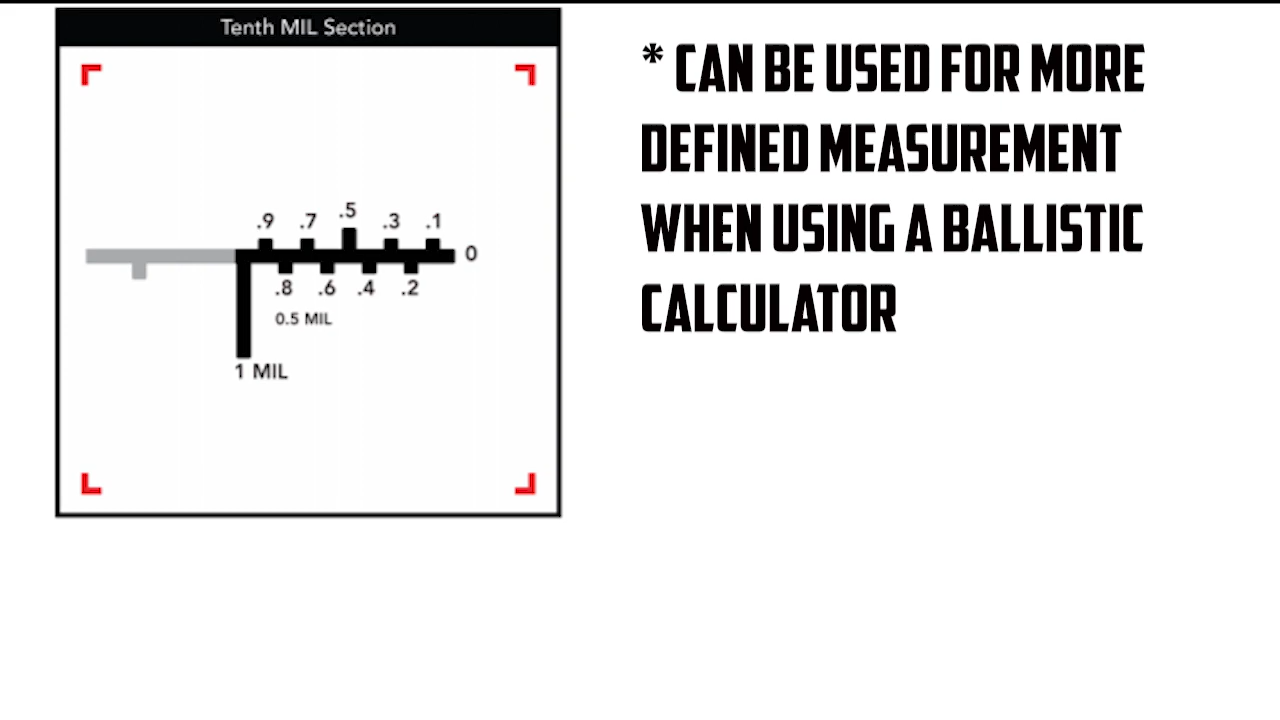 Tenth MIL Section
.9 .7 .5 .3 .1
0
.8 .6 .4 .2
0.5 MIL
1 MIL
* CAN BE USED FOR MORE
DEFINED MEASUREMENT
WHEN USING A BALLISTIC
CALCULATOR